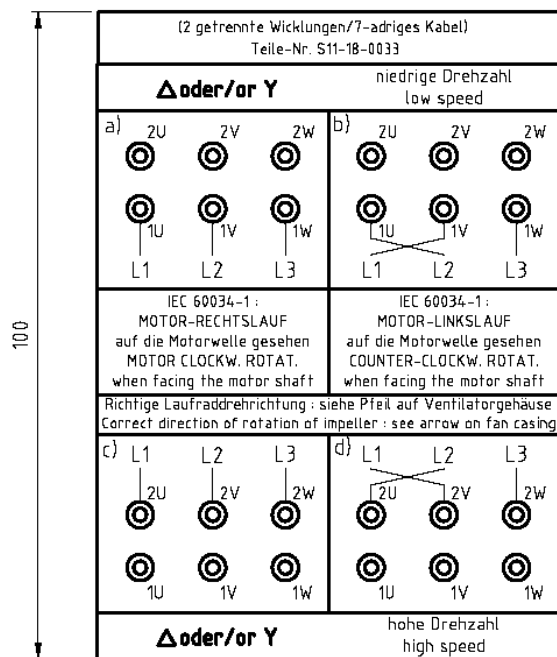 (2 getrennte Wicklungen/7-adriges Kabel)
Teile-Nr. S11-18-0033
Δ oder/or Y
niedrige Drehzahl
low speed
a)
2U 2V 2W
1U 1V 1W
L1 L2 L3
b)
2U 2V 2W
1U 1V 1W
L1 L2 L3
IEC 60034-1 :
MOTOR-RECHTSLAUF
auf die Motorwelle gesehen
MOTOR CLOCKW. ROTAT.
when facing the motor shaft
IEC 60034-1 :
MOTOR-LINKSLAUF
auf die Motorwelle gesehen
COUNTER-CLOCKW. ROTAT.
when facing the motor shaft
Richtige Laufraddrehrichtung : siehe Pfeil auf Ventilatorgehäuse
Correct direction of rotation of impeller : see arrow on fan casing
c)
L1 L2 L3
2U 2V 2W
1U 1V 1W
d)
L1 L2 L3
2U 2V 2W
1U 1V 1W
Δ oder/or Y
hohe Drehzahl
high speed
100